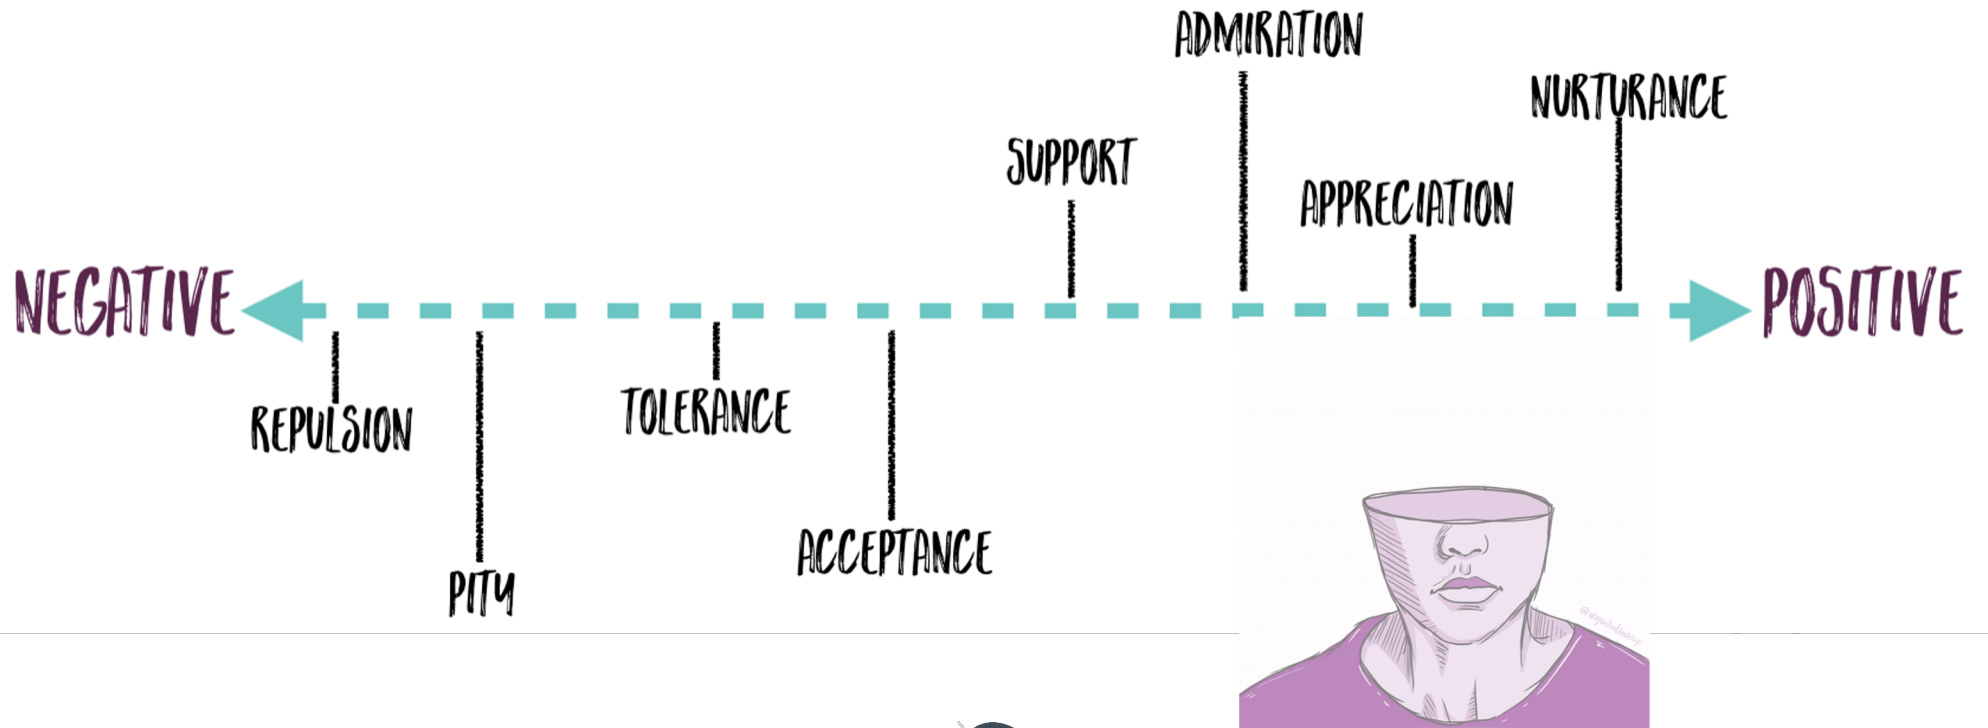 ADMIRATION
NURTURANCE
SUPPORT
APPRECIATION
NEGATIVE
POSITIVE
REPULSION
TOLERANCE
ACCEPTANCE
PITY